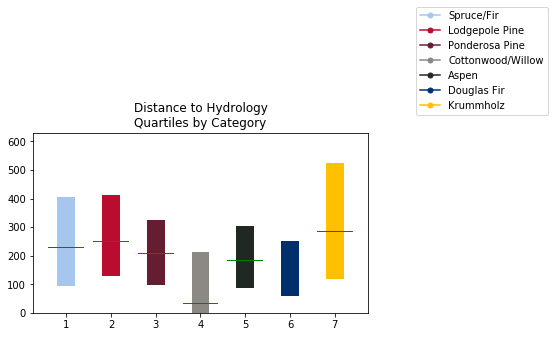 Spruce/Fir
Lodgepole Pine
Ponderosa Pine
Cottonwood/Willow
Aspen
Douglas Fir
Krummholz
Distance to Hydrology
Quartiles by Category
600
500
400
300
200
100
0
1 2 3 4 5 6 7